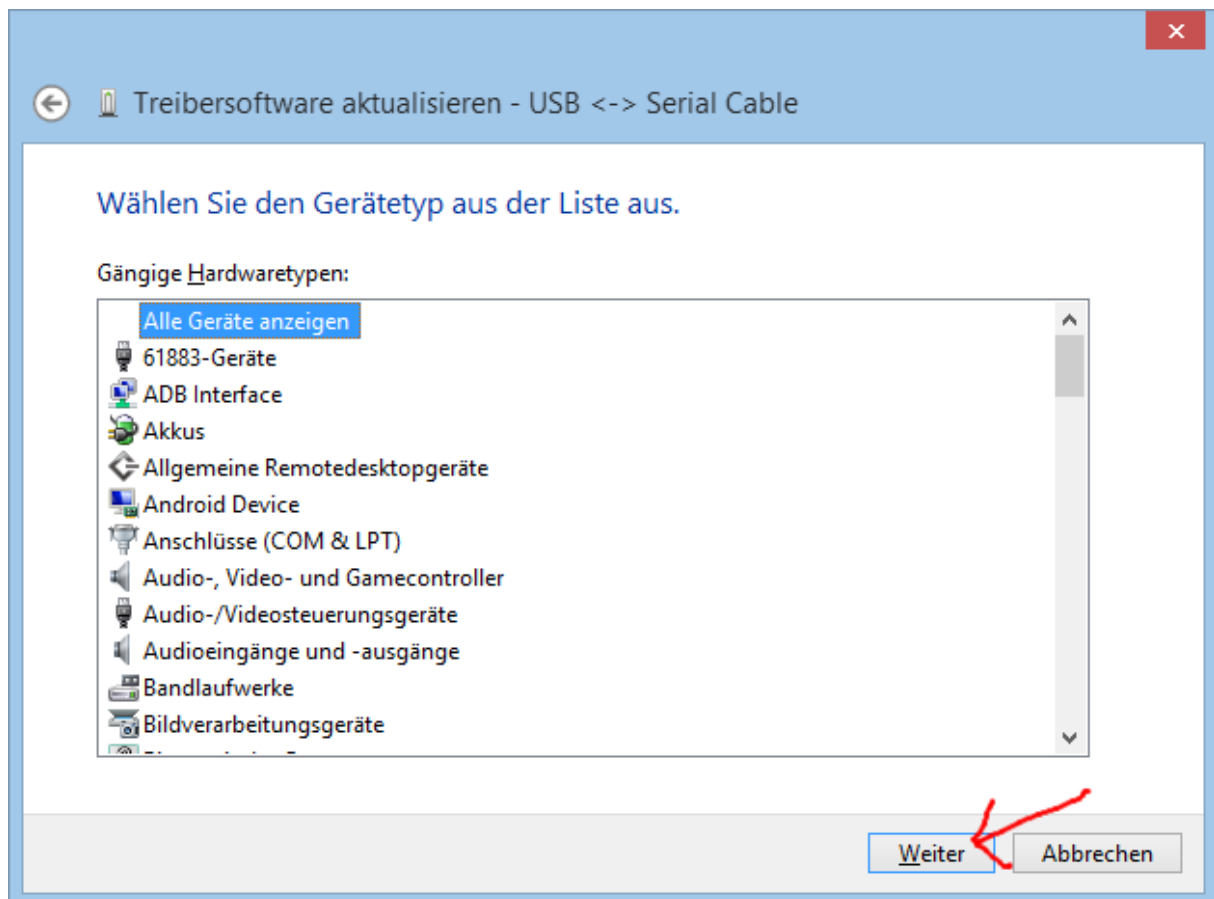 Treibersoftware aktualisieren - USB <-> Serial Cable
Wählen Sie den Gerätetyp aus der Liste aus.
Gängige Hardwaretypen:
Alle Geräte anzeigen
61883-Geräte
ADB Interface
Akkus
Allgemeine Remotedesktopgeräte
Android Device
Anschlüsse (COM & LPT)
Audio-, Video- und Gamecontroller
Audio-/Videosteuerungsgeräte
Audioeingänge und -ausgänge
Bandlaufwerke
Bildverarbeitungsgeräte
Weiter
Abbrechen